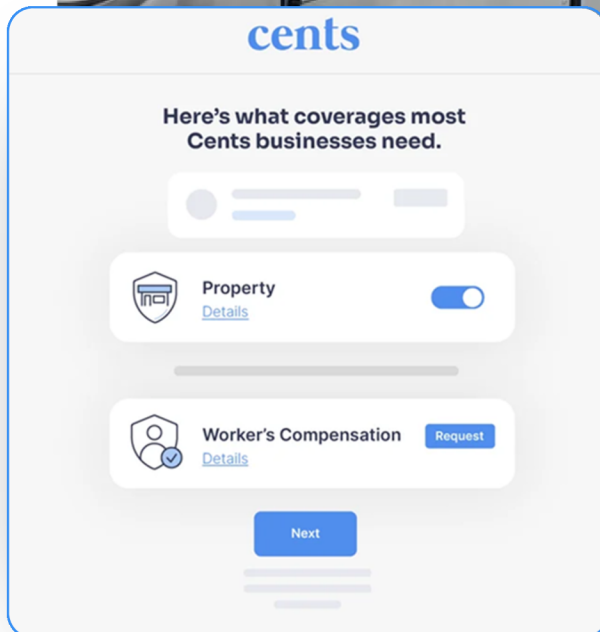 cents
Here’s what coverages most
Cents businesses need.
Property
Details
Worker’s Compensation
Request
Details
Next